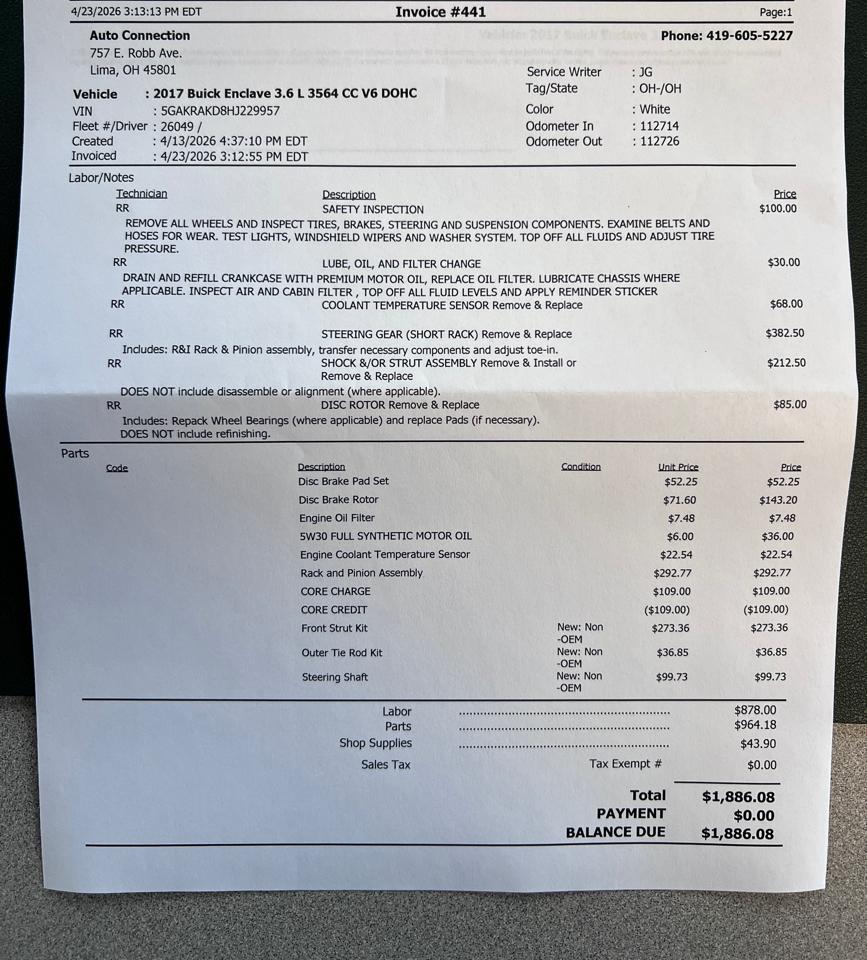 4/23/2026 3:13:13 PM EDT Invoice #441 Page:1
Auto Connection Phone: 419-605-5227
757 E. Robb Ave.
Lima, OH 45801
Service Writer : JG
Tag/State : OH-/OH
Vehicle : 2017 Buick Enclave 3.6 L 3564 CC V6 DOHC
VIN : 5GAKRAKD8HJ229957 Color : White
Fleet #/Driver : 26049 / Odometer In : 112714
Created : 4/13/2026 4:37:10 PM EDT Odometer Out : 112726
Invoiced : 4/23/2026 3:12:55 PM EDT
Labor/Notes
Technician Description Price
RR SAFETY INSPECTION $100.00
REMOVE ALL WHEELS AND INSPECT TIRES, BRAKES, STEERING AND SUSPENSION COMPONENTS. EXAMINE BELTS AND
HOSES FOR WEAR. TEST LIGHTS, WINDSHIELD WIPERS AND WASHER SYSTEM. TOP OFF ALL FLUIDS AND ADJUST TIRE
PRESSURE.
RR LUBE, OIL, AND FILTER CHANGE $30.00
DRAIN AND REFILL CRANKCASE WITH PREMIUM MOTOR OIL, REPLACE OIL FILTER. LUBRICATE CHASSIS WHERE
APPLICABLE. INSPECT AIR AND CABIN FILTER , TOP OFF ALL FLUID LEVELS AND APPLY REMINDER STICKER
RR COOLANT TEMPERATURE SENSOR Remove & Replace $68.00
RR STEERING GEAR (SHORT RACK) Remove & Replace $382.50
Includes: R&I Rack & Pinion assembly, transfer necessary components and adjust toe-in.
RR SHOCK &/OR STRUT ASSEMBLY Remove & Install or $212.50
Remove & Replace
DOES NOT include disassemble or alignment (where applicable).
RR DISC ROTOR Remove & Replace $85.00
Includes: Repack Wheel Bearings (where applicable) and replace Pads (if necessary).
DOES NOT include refinishing.
Parts
Code Description Condition Unit Price Price
Disc Brake Pad Set $52.25 $52.25
Disc Brake Rotor $71.60 $143.20
Engine Oil Filter $7.48 $7.48
5W30 FULL SYNTHETIC MOTOR OIL $6.00 $36.00
Engine Coolant Temperature Sensor $22.54 $22.54
Rack and Pinion Assembly $292.77 $292.77
CORE CHARGE $109.00 $109.00
CORE CREDIT ($109.00) ($109.00)
Front Strut Kit New: Non $273.36 $273.36
-OEM
Outer Tie Rod Kit New: Non $36.85 $36.85
-OEM
Steering Shaft New: Non $99.73 $99.73
-OEM
Labor ........................................................ $878.00
Parts ........................................................ $964.18
Shop Supplies ........................................................ $43.90
Sales Tax Tax Exempt # $0.00
Total $1,886.08
PAYMENT $0.00
BALANCE DUE $1,886.08